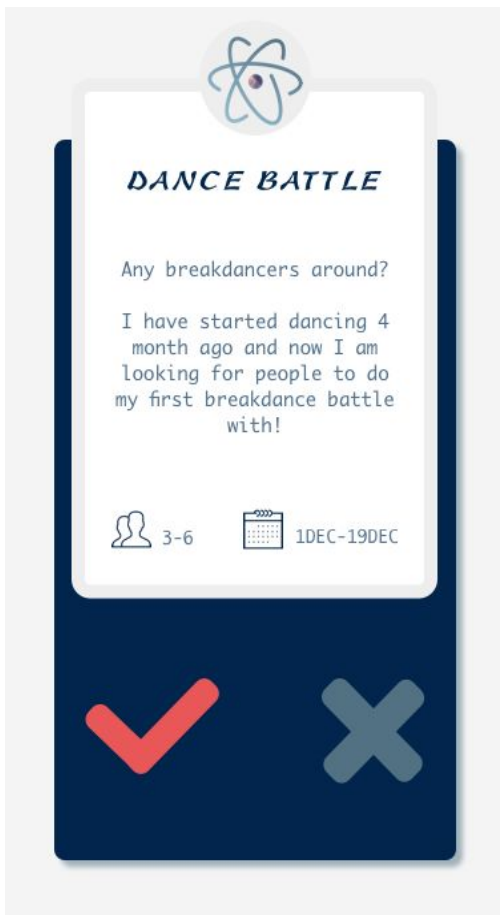 DANCE BATTLE
Any breakdancers around?
I have started dancing 4
month ago and now I am
looking for people to do
my first breakdance battle
with!
3-6
1DEC-19DEC